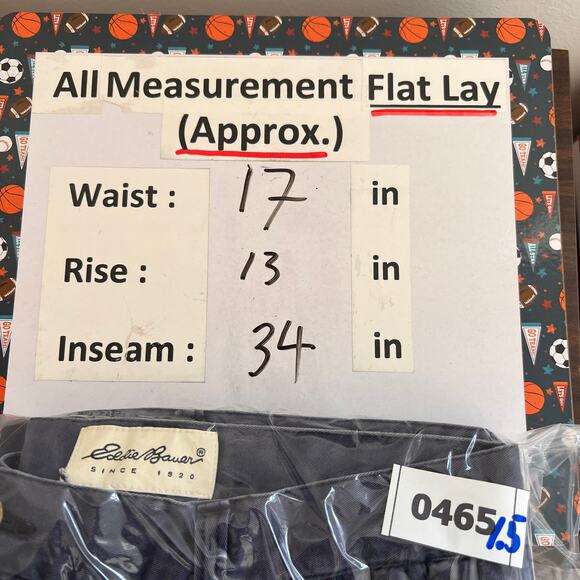 All Measurement Flat Lay
(Approx.)
Waist : 17 in
Rise : 13 in
Inseam : 34 in
Eddie Bauer®
SINCE 1920
0465
1.5